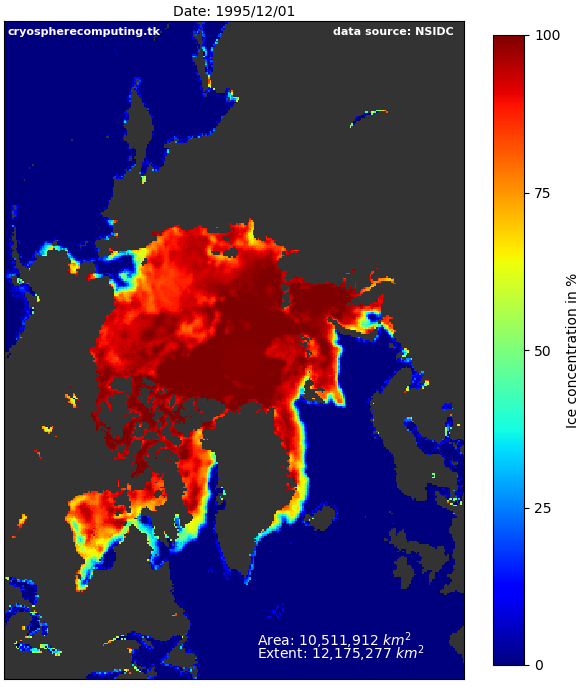 Date: 1995/12/01
cryospherecomputing.tk data source: NSIDC
100
75
50
25
0
Ice concentration in %
Area: 10,511,912 km²
Extent: 12,175,277 km²